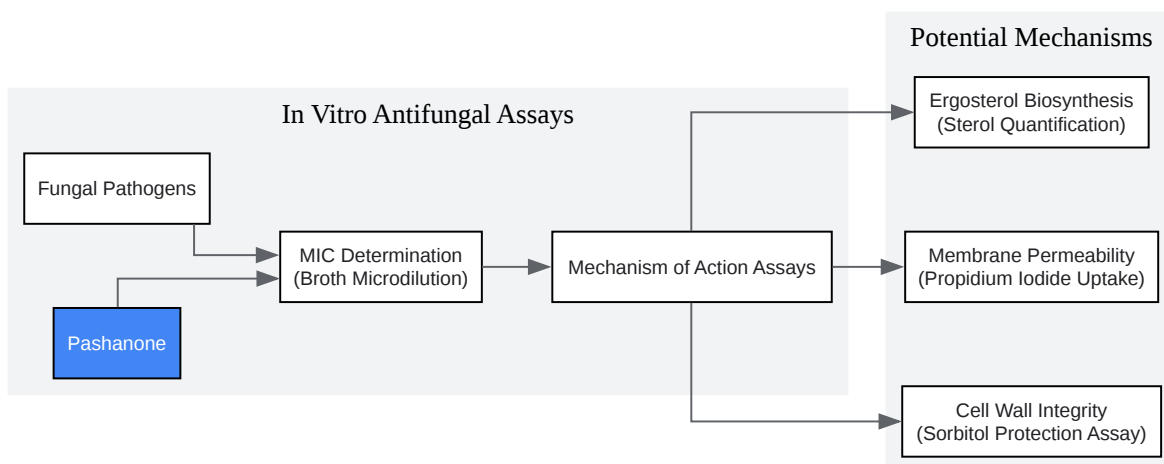 Potential Mechanisms
In Vitro Antifungal Assays
Ergosterol Biosynthesis
(Sterol Quantification)
Fungal Pathogens
MIC Determination
(Broth Microdilution)
Mechanism of Action Assays
Membrane Permeability
(Propidium Iodide Uptake)
Pashanone
Cell Wall Integrity
(Sorbitol Protection Assay)